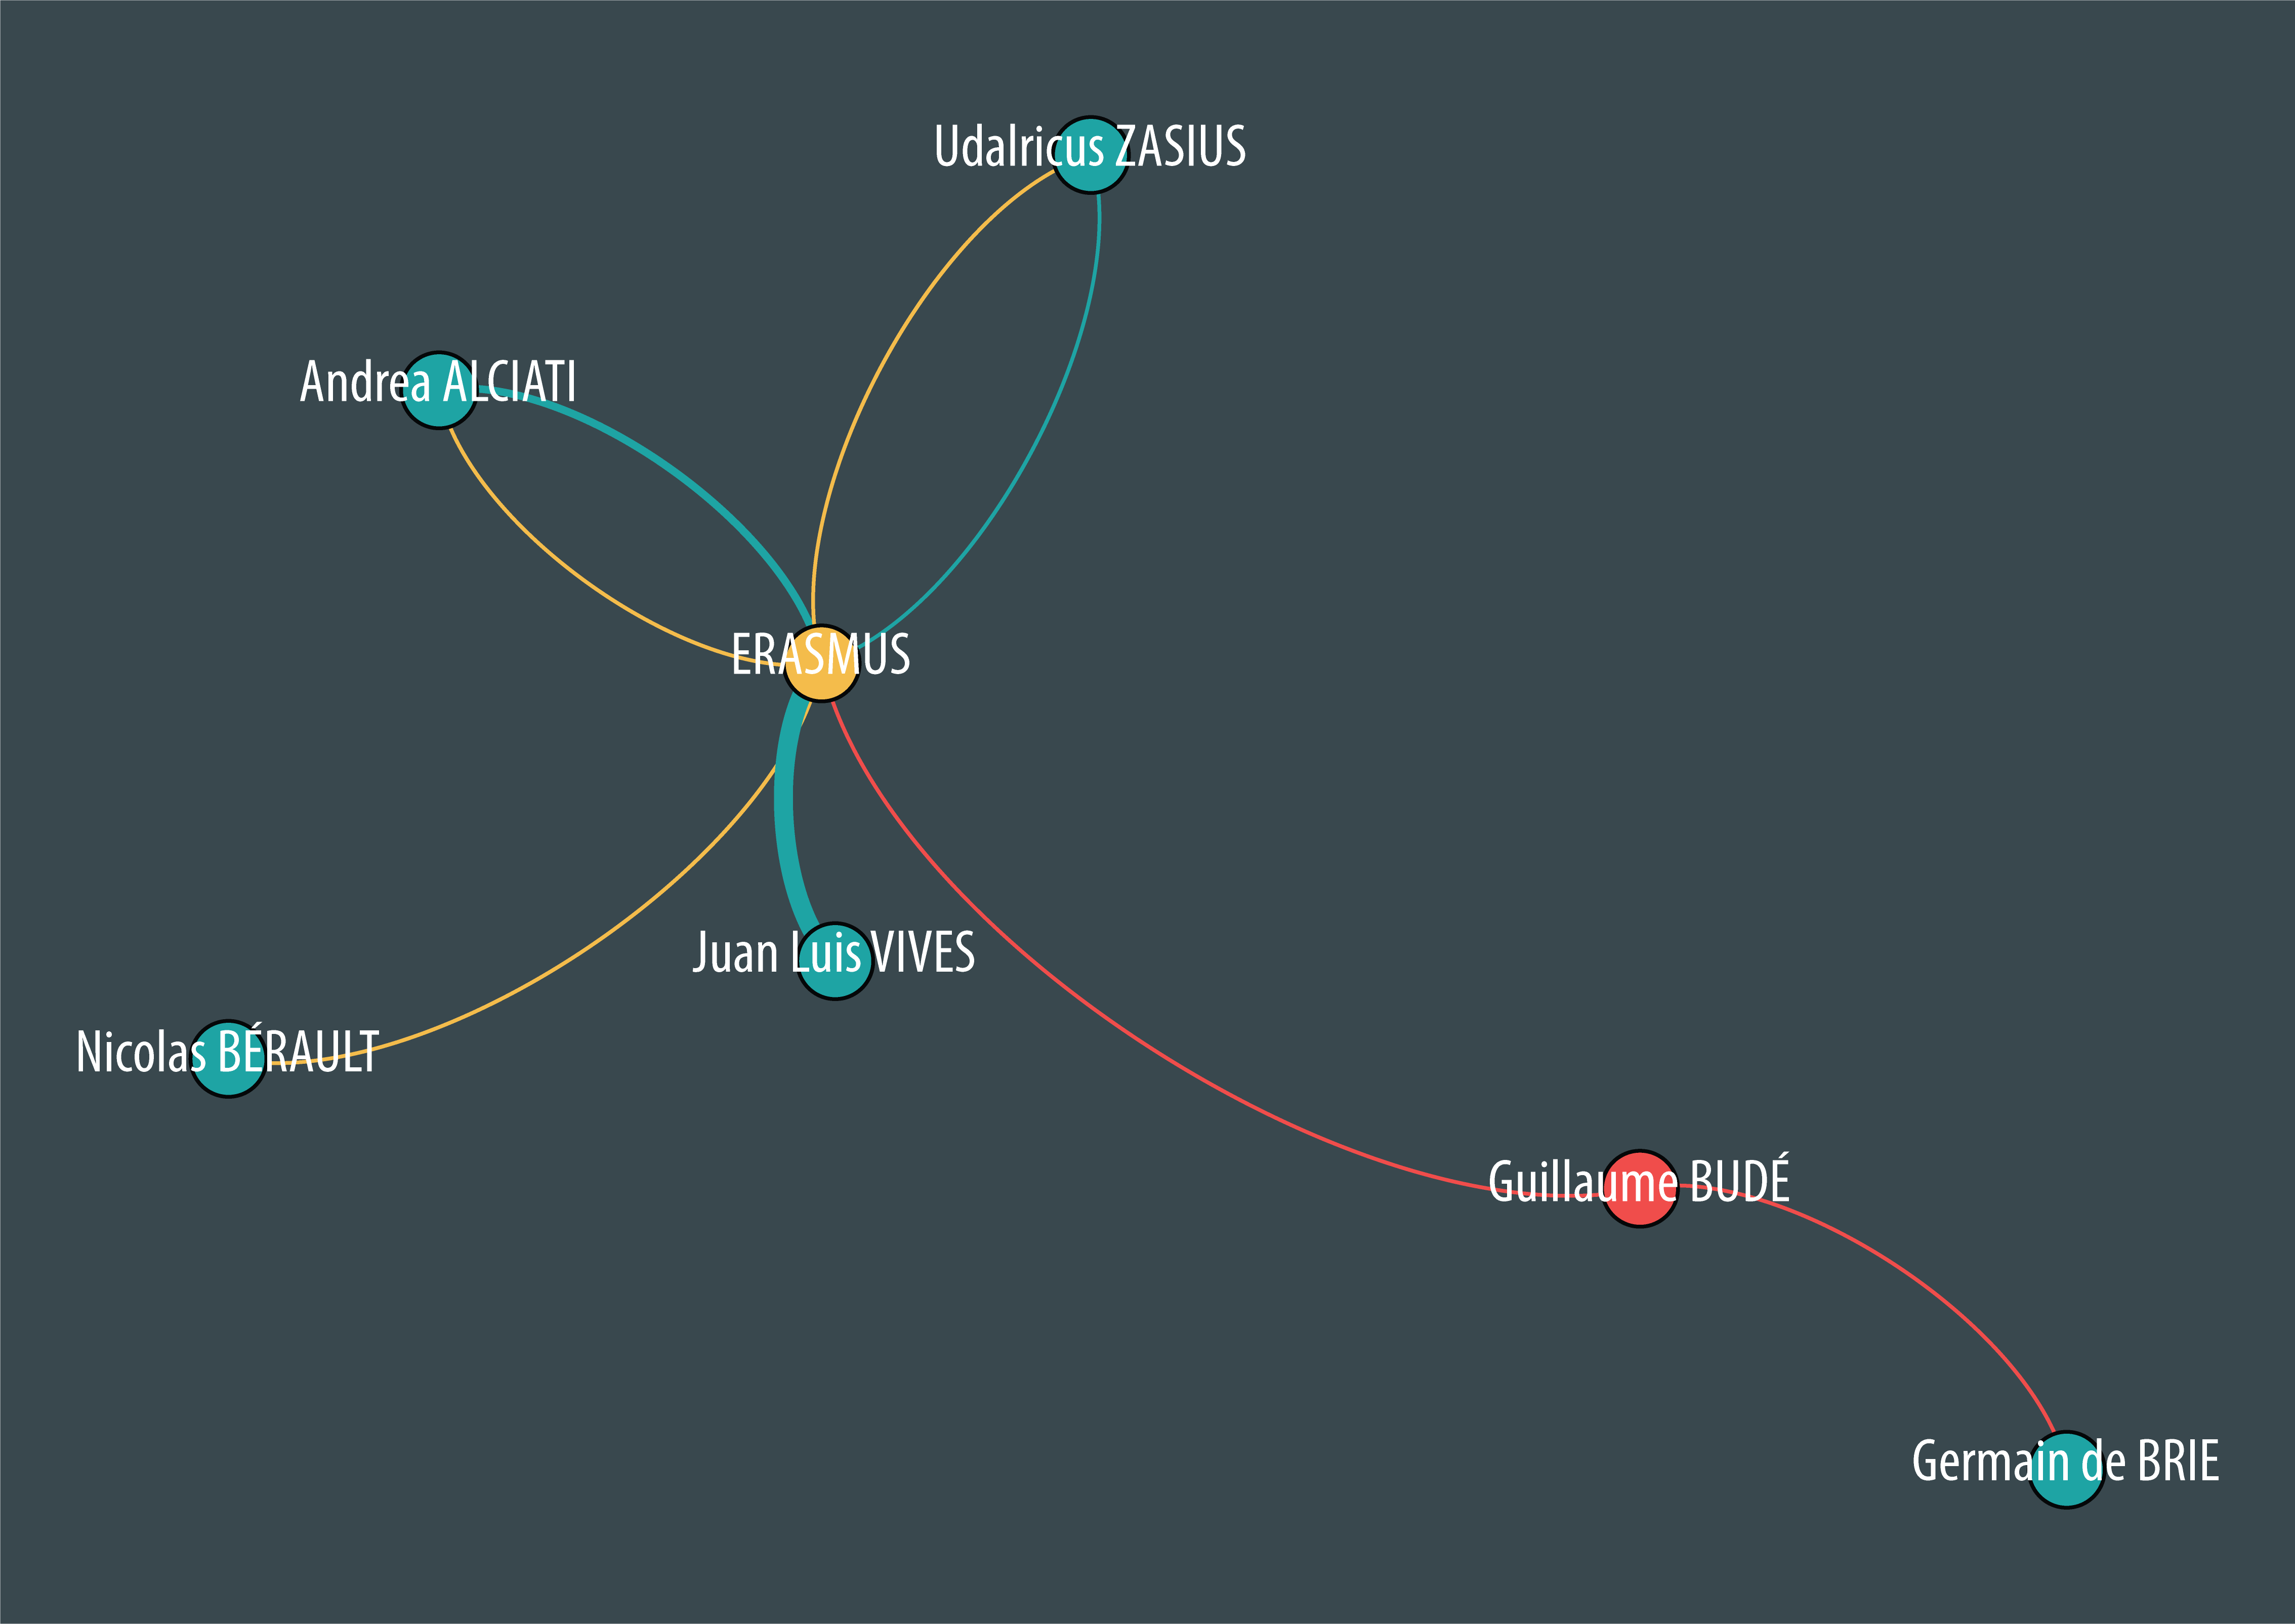 Udalricus ZASIUS
Andrea ALCIATI
ERASMUS
Juan Luis VIVES
Nicolas BÉRAULT
Guillaume BUDÉ
Germain de BRIE